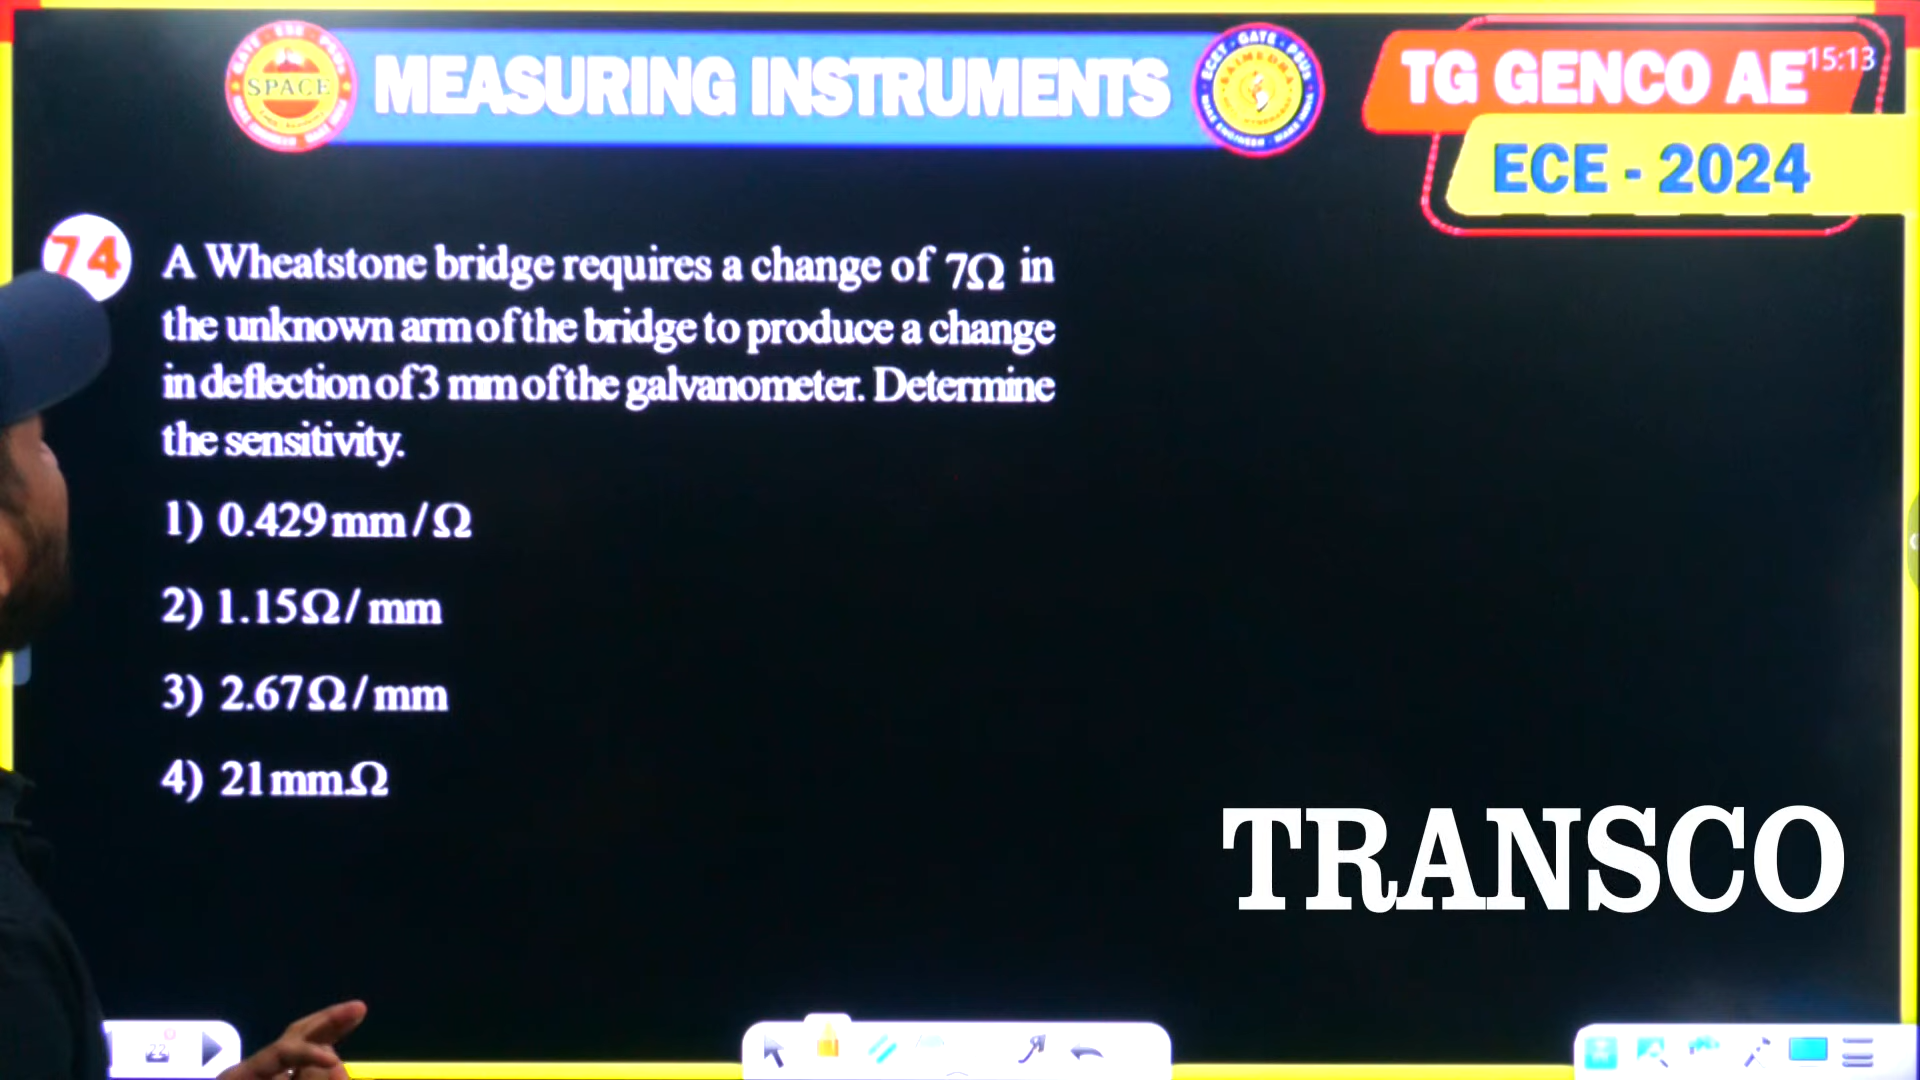 SPACE
MEASURING INSTRUMENTS
TG GENCO AE
15:13
ECE - 2024
74
A Wheatstone bridge requires a change of 7Ω in
the unknown arm of the bridge to produce a change
in deflection of 3 mm of the galvanometer. Determine
the sensitivity.
1) 0.429 mm / Ω
2) 1.15Ω / mm
3) 2.67Ω / mm
4) 21mm.Ω
TRANSCO
22